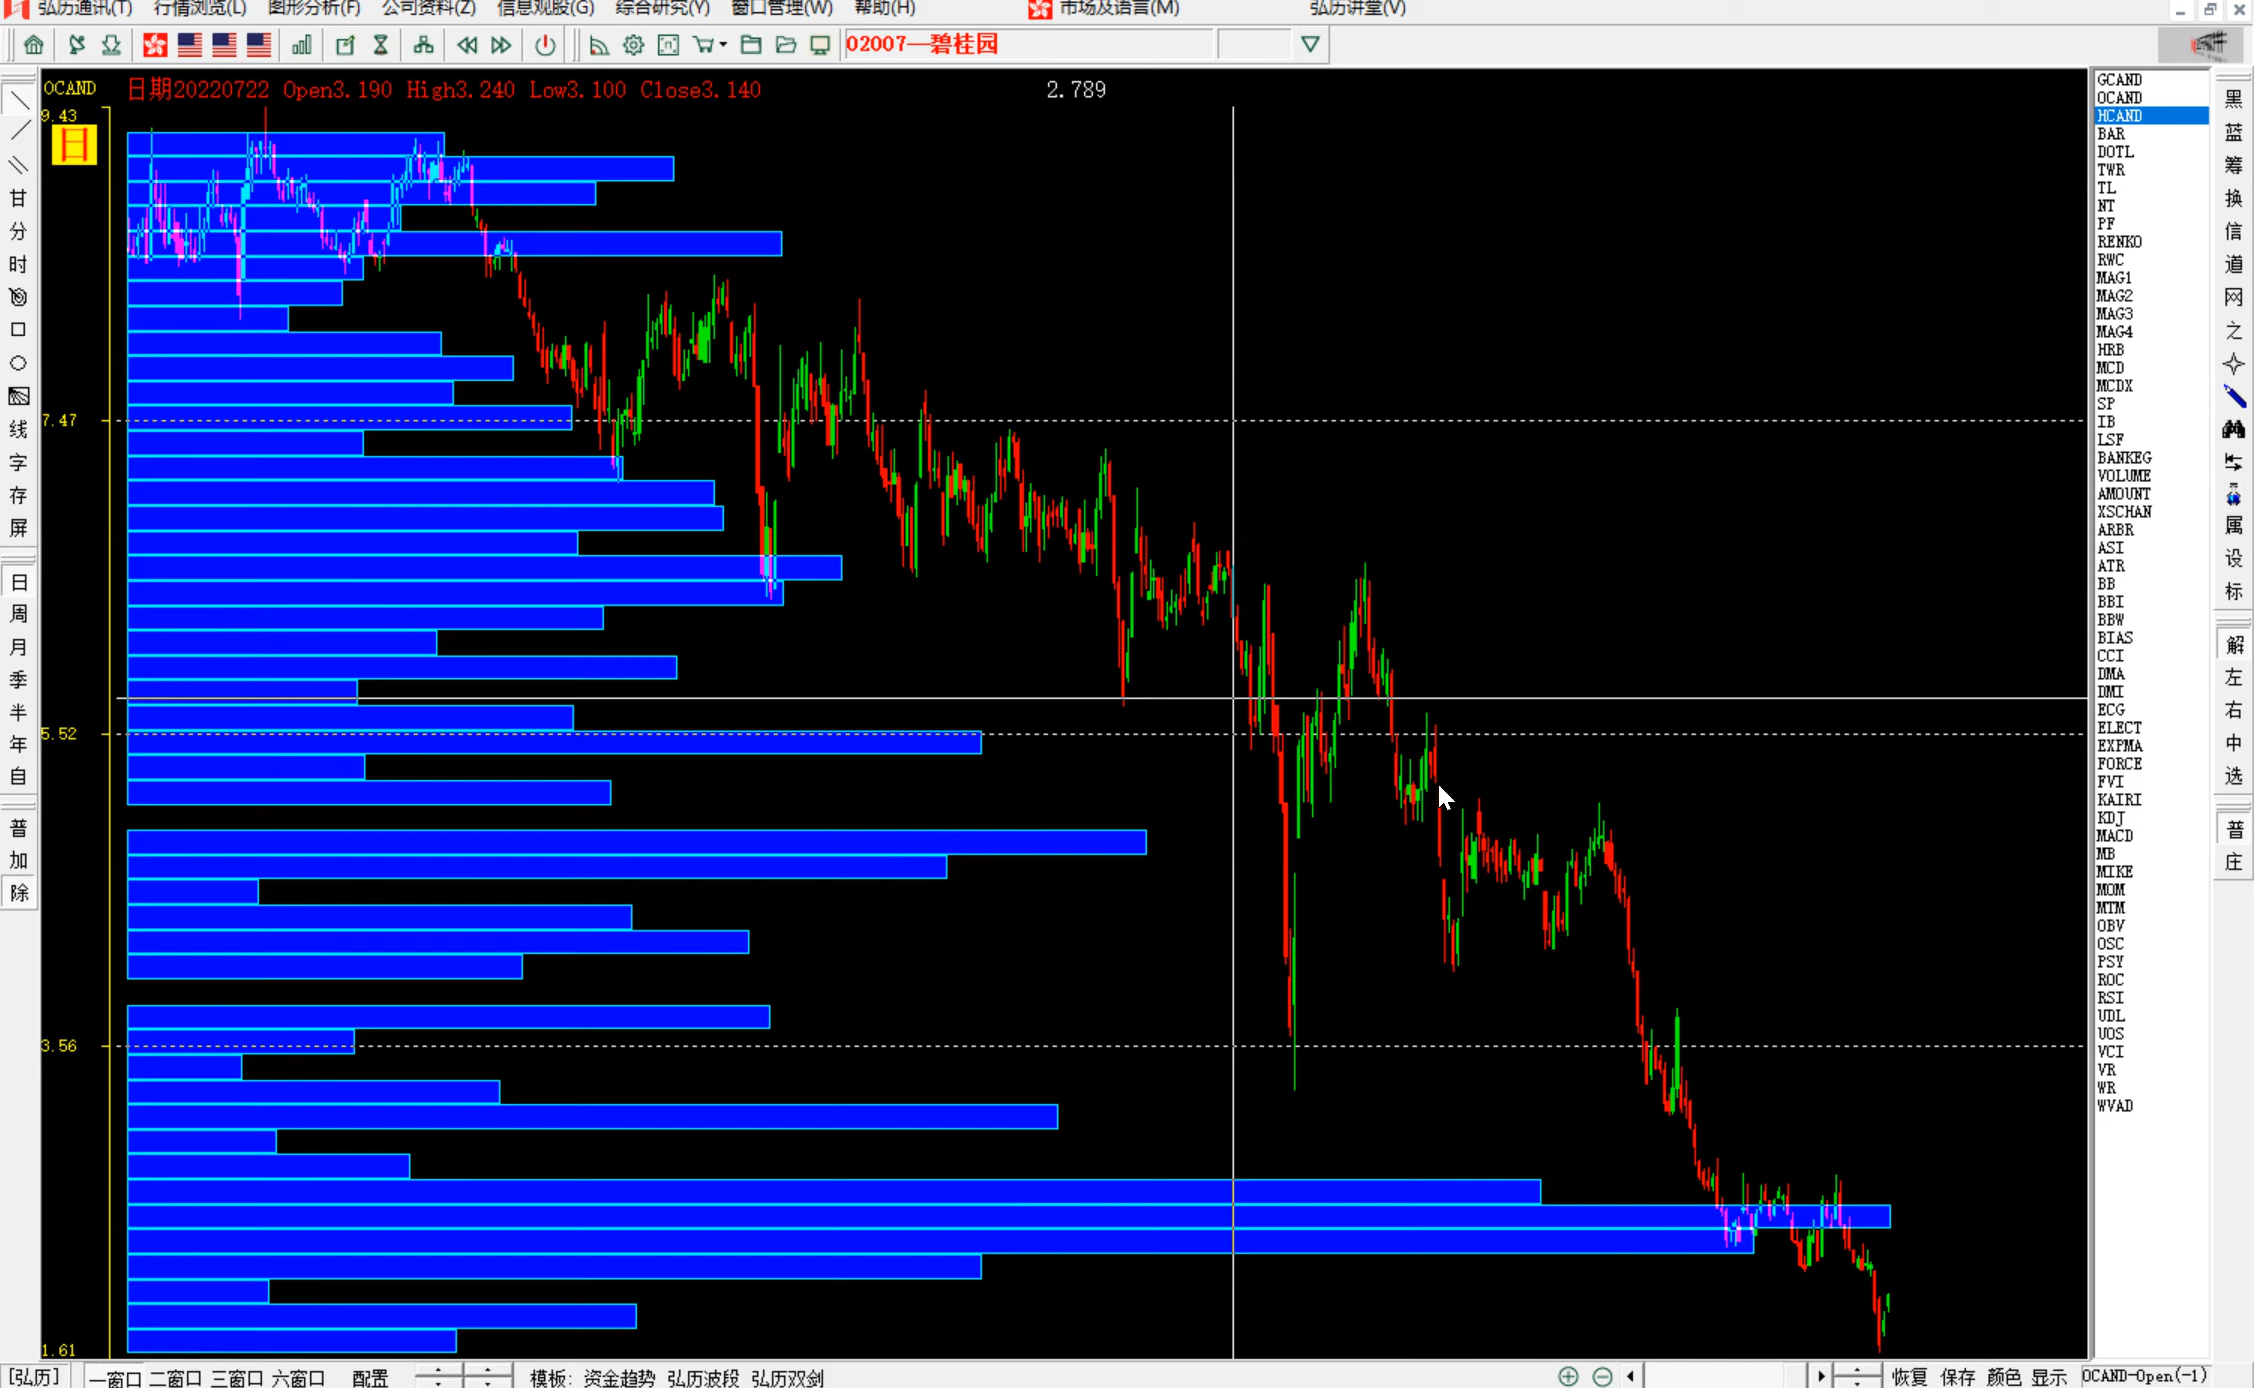 弘历通讯(T) 行情浏览(L) 图形分析(F) 公司资料(Z) 信息观股(G) 综合研究(Y) 窗口管理(W) 帮助(H) 市场及语言(M) 弘历讲堂(V)
02007—碧桂园
OCAND 日期20220722 Open3.190 High3.240 Low3.100 Close3.140 2.789
9.43
日
7.47
5.52
3.56
1.61
甘
分
时
线
字
存
屏
日
周
月
季
半
年
自
普
加
除
GCAND
OCAND
HCAND
BAR
DOTL
TWR
TL
NT
PF
RENKO
RWC
MAG1
MAG2
MAG3
MAG4
HRB
MCD
MCDX
SP
IB
LSF
BANKEG
VOLUME
AMOUNT
XSCHAN
ARBR
ASI
ATR
BB
BBI
BBW
BIAS
CCI
DMA
DMI
ECG
ELECT
EXPMA
FORCE
FVI
KAIRI
KDJ
MACD
MB
MIKE
MOM
MTM
OBV
OSC
PSY
ROC
RSI
UDL
UOS
VCI
VR
WR
WVAD
黑
蓝
筹
换
信
道
网
之
属
设
标
解
左
右
中
选
普
庄
[弘历] 一窗口 二窗口 三窗口 六窗口 配置 模板: 资金趋势 弘历波段 弘历双剑 恢复 保存 颜色 显示 OCAND-Open(-1)